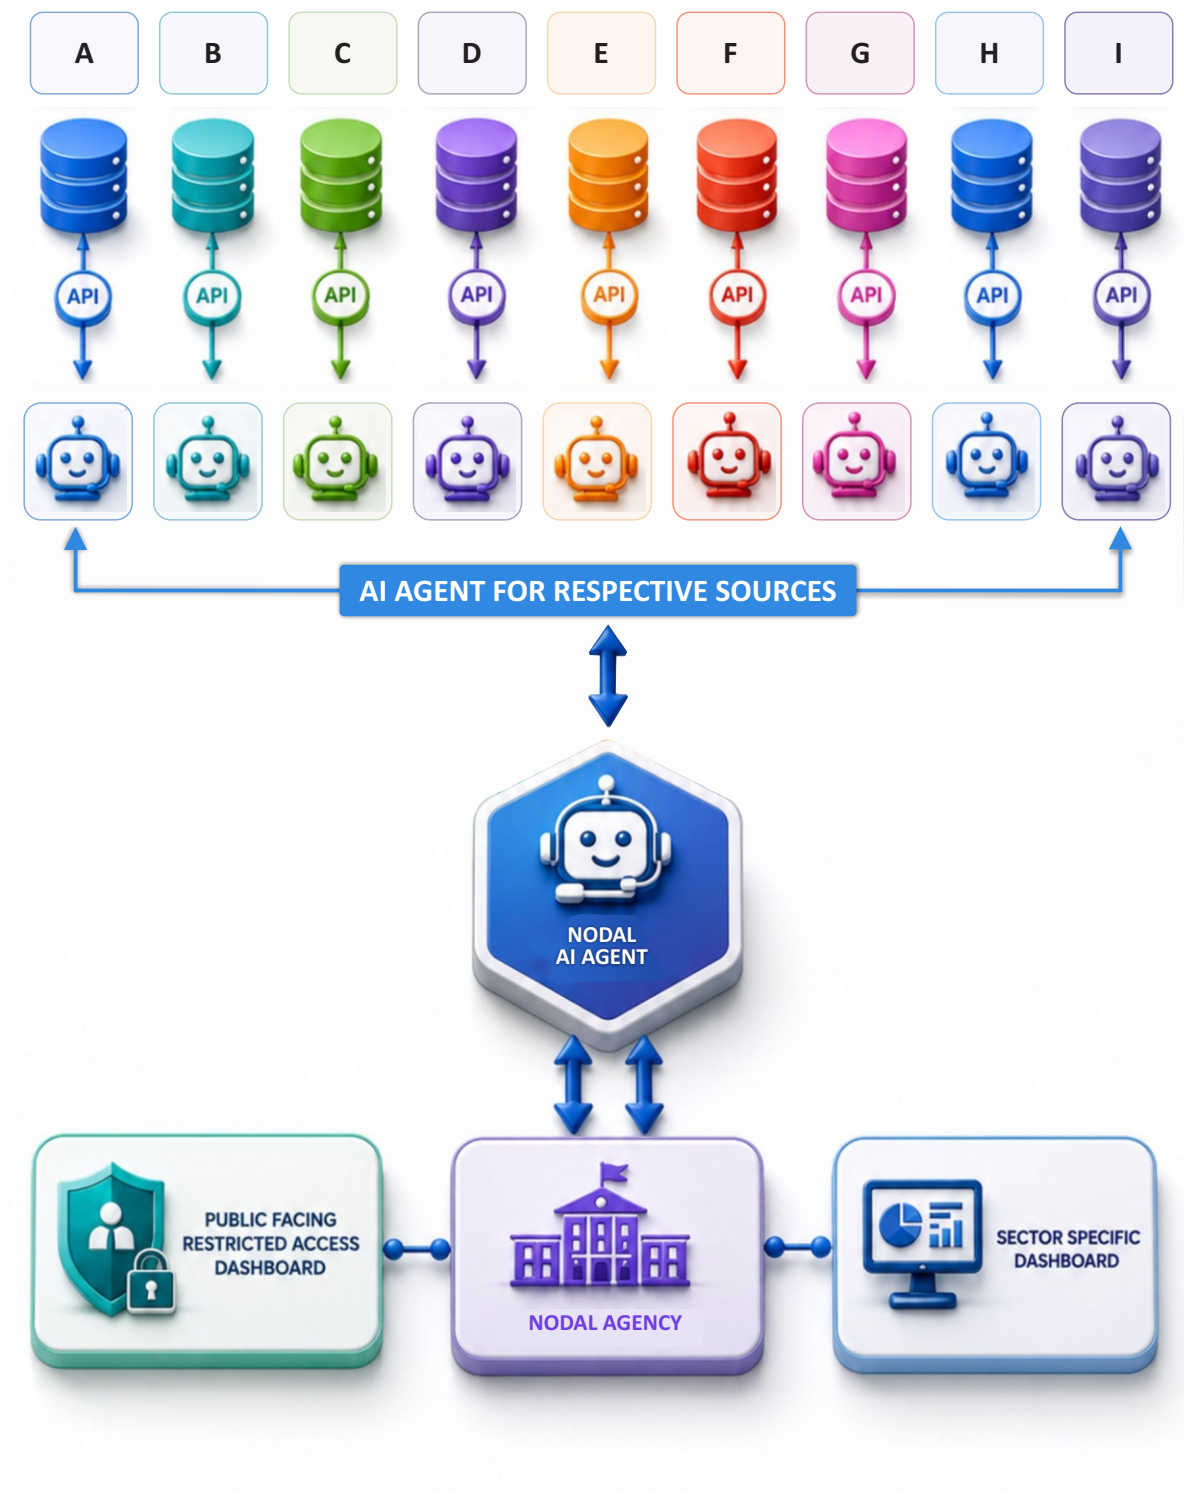 A B C D E F G H I
API API API API API API API API API
AI AGENT FOR RESPECTIVE SOURCES
NODAL
AI AGENT
PUBLIC FACING
RESTRICTED ACCESS
DASHBOARD
NODAL AGENCY
SECTOR SPECIFIC
DASHBOARD